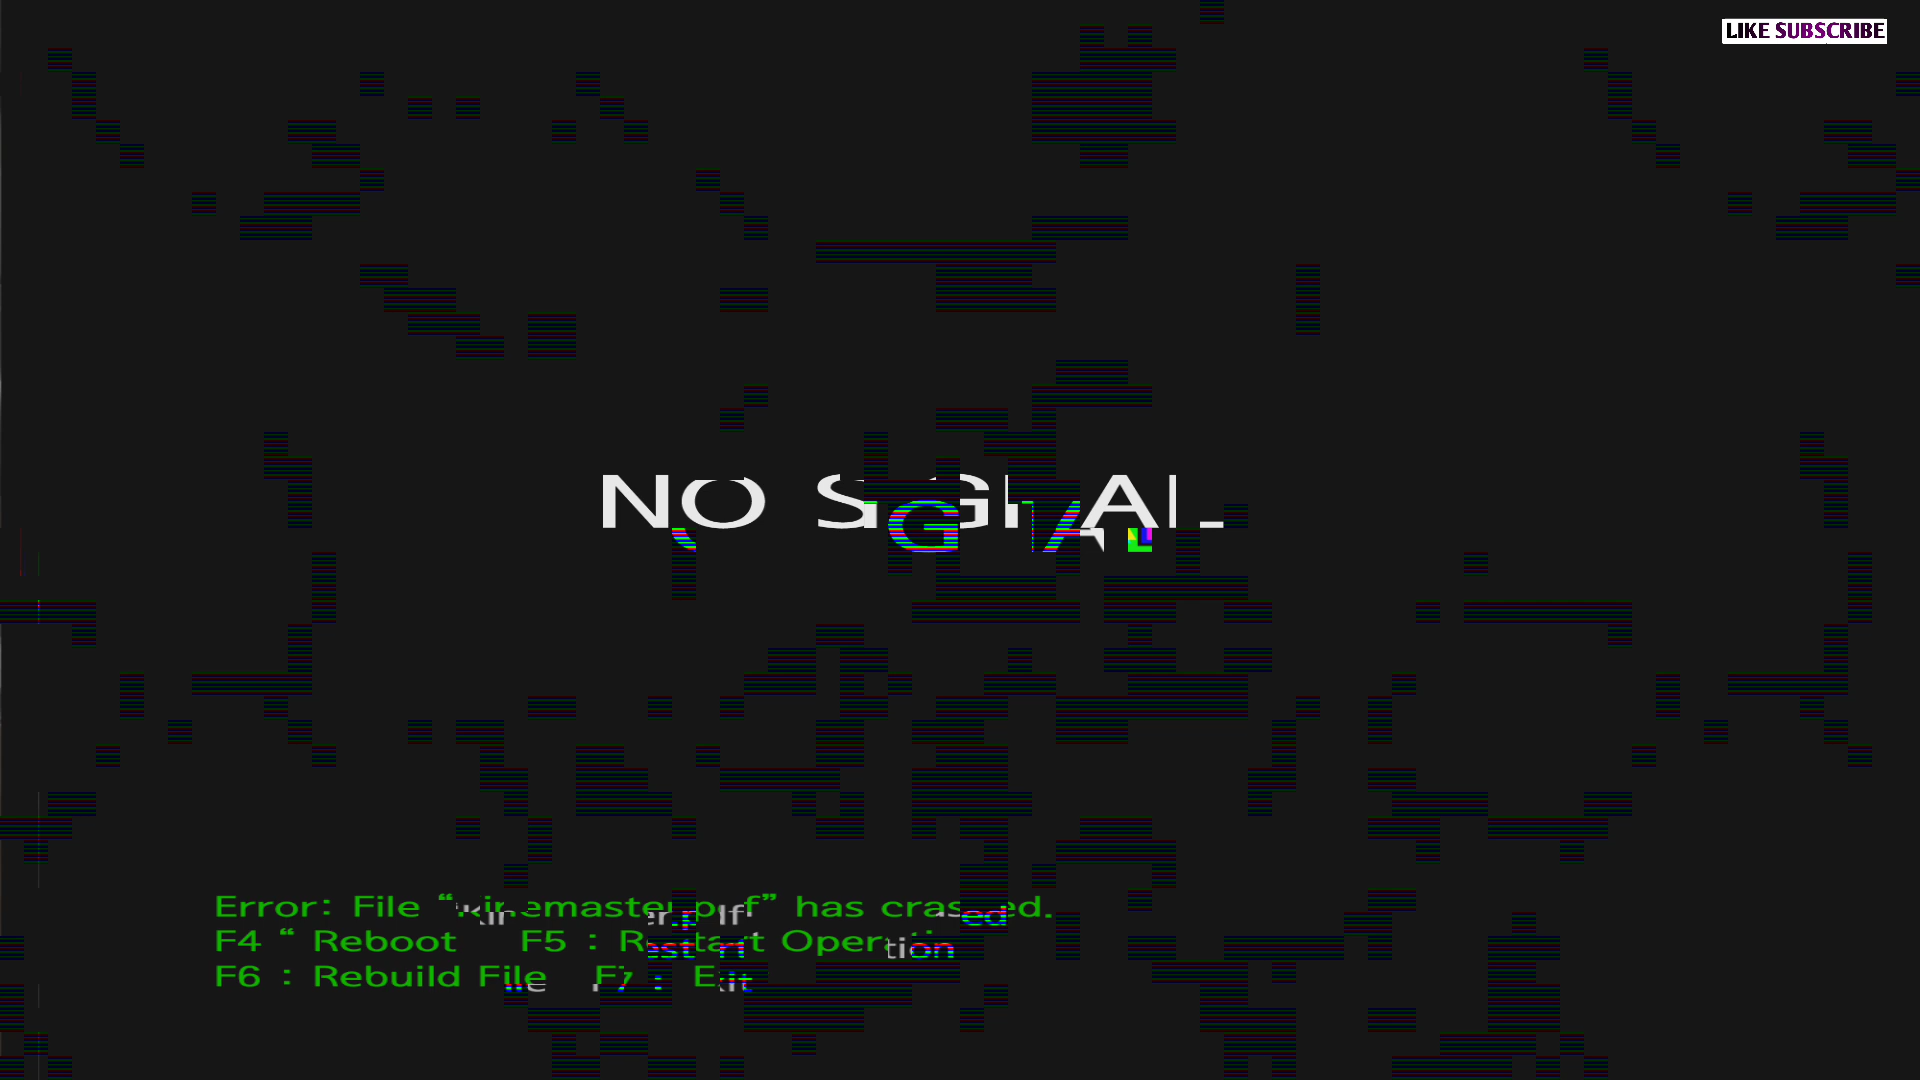 LIKE SUBSCRIBE
NO SIGNAL
Error: File “kinemaster.pdf” has crashed.
F4 “ Reboot F5 : Restart Operation
F6 : Rebuild File F7 : Exit